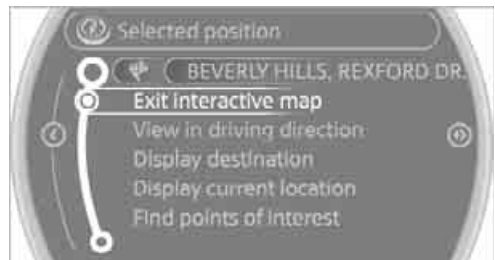 Selected position
BEVERLY HILLS, REXFORD DR.
Exit interactive map
View in driving direction
Display destination
Display current location
Find points of interest